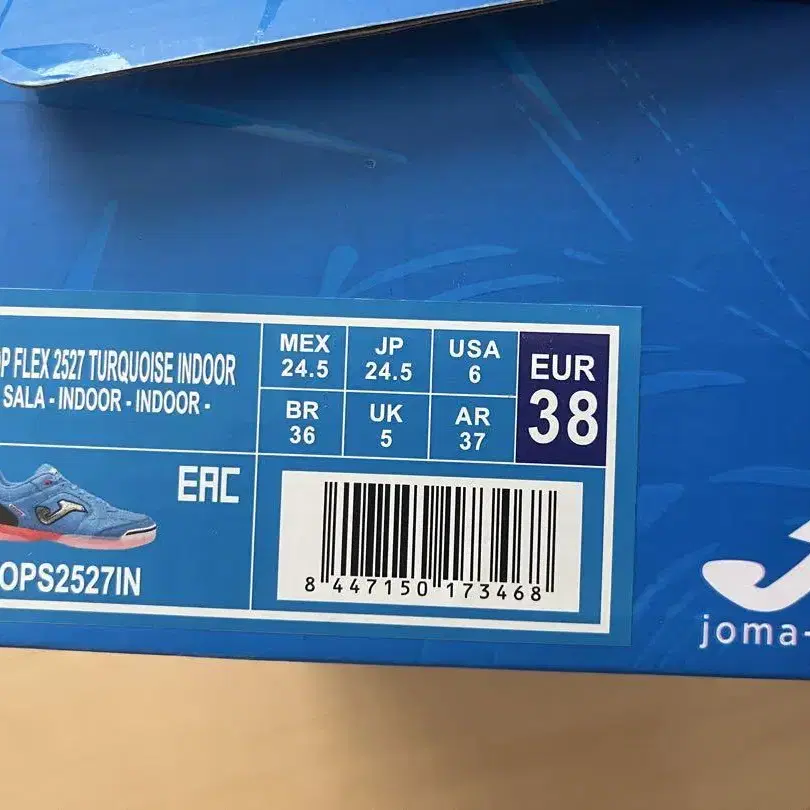 P FLEX 2527 TURQUOISE INDOOR
SALA - INDOOR - INDOOR -
MEX
24.5
JP
24.5
USA
6
BR
36
UK
5
AR
37
EUR
38
EAC
OPS2527IN
8 447150 173468
joma-